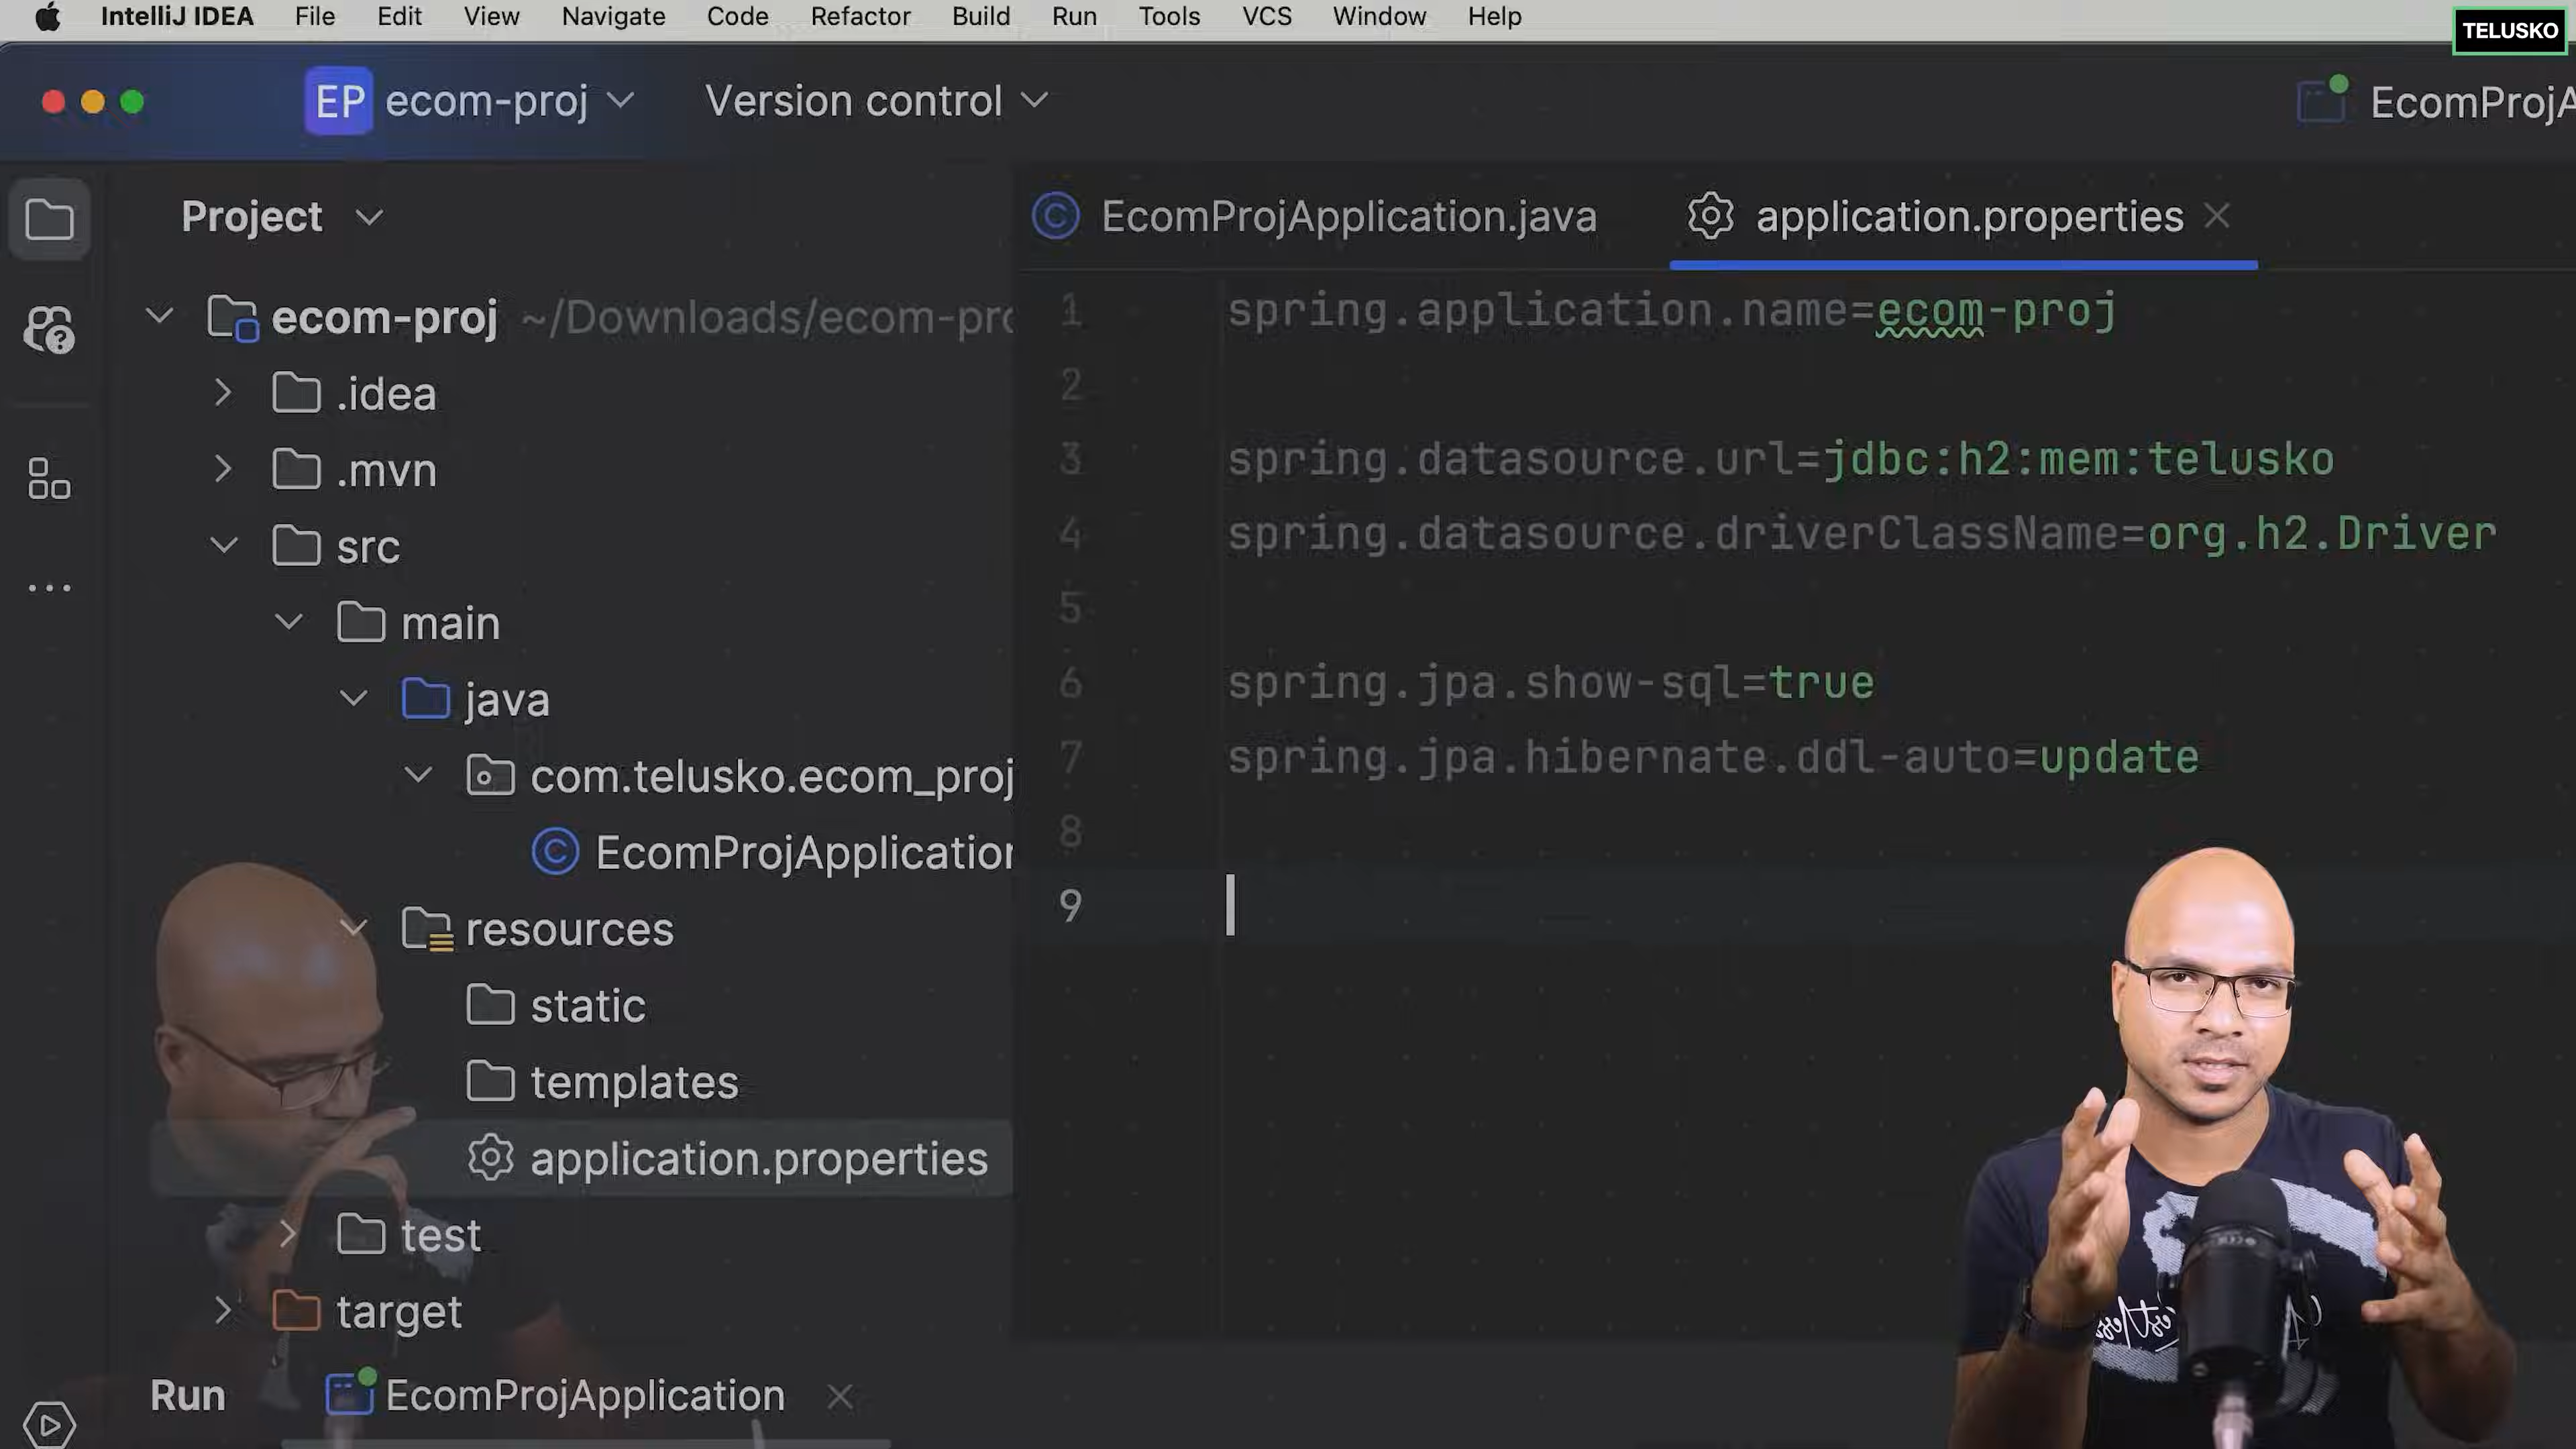 IntelliJ IDEA File Edit View Navigate Code Refactor Build Run Tools VCS Window Help
TELUSKO
EP ecom-proj Version control
EcomProjA
Project
EcomProjApplication.java application.properties
ecom-proj ~/Downloads/ecom-pro
.idea
.mvn
src
main
java
com.telusko.ecom_proj
EcomProjApplication
resources
static
templates
application.properties
test
target
1 spring.application.name=ecom-proj
2
3 spring.datasource.url=jdbc:h2:mem:telusko
4 spring.datasource.driverClassName=org.h2.Driver
5
6 spring.jpa.show-sql=true
7 spring.jpa.hibernate.ddl-auto=update
8
9
Run EcomProjApplication